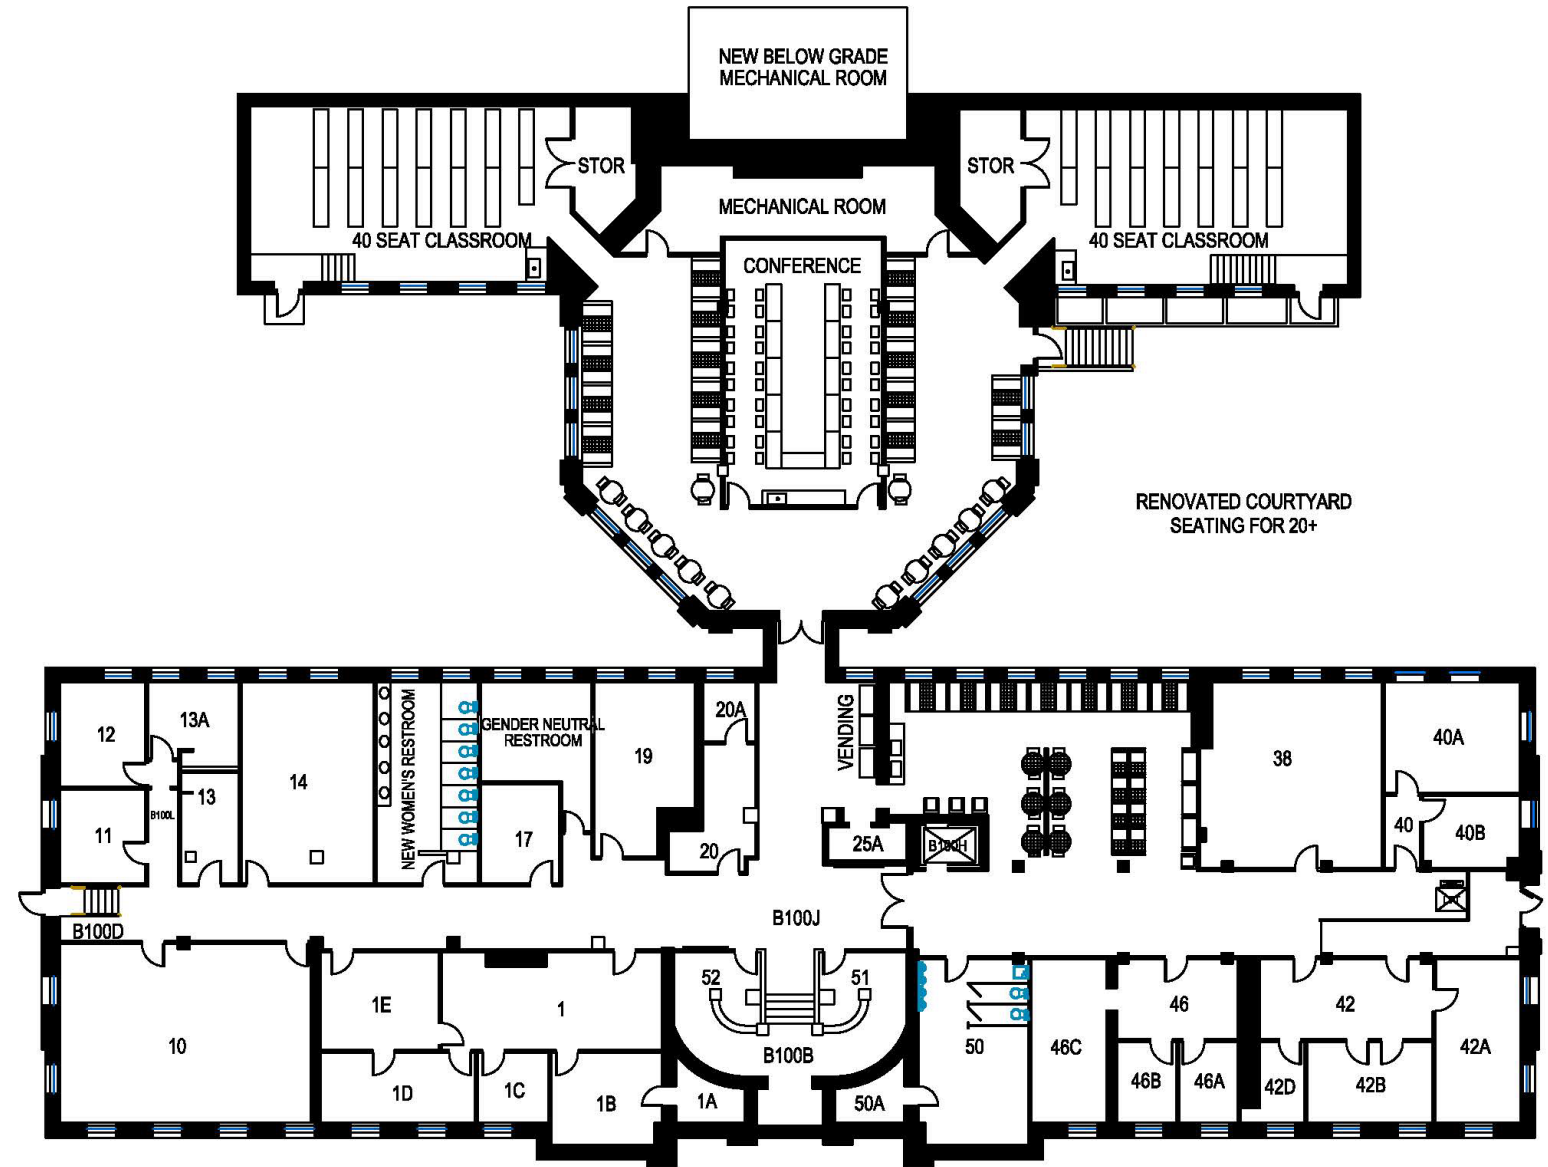 NEW BELOW GRADE
MECHANICAL ROOM
STOR
STOR
MECHANICAL ROOM
40 SEAT CLASSROOM
40 SEAT CLASSROOM
CONFERENCE
RENOVATED COURTYARD
SEATING FOR 20+
12
13A
14
NEW WOMEN'S RESTROOM
GENDER NEUTRAL
RESTROOM
19
20A
VENDING
38
40A
11
B100L
13
17
20
25A
B100H
40
40B
B100D
B100J
10
1E
1
52
51
B100B
50
46C
46
42
42A
1D
1C
1B
1A
50A
46B
46A
42D
42B